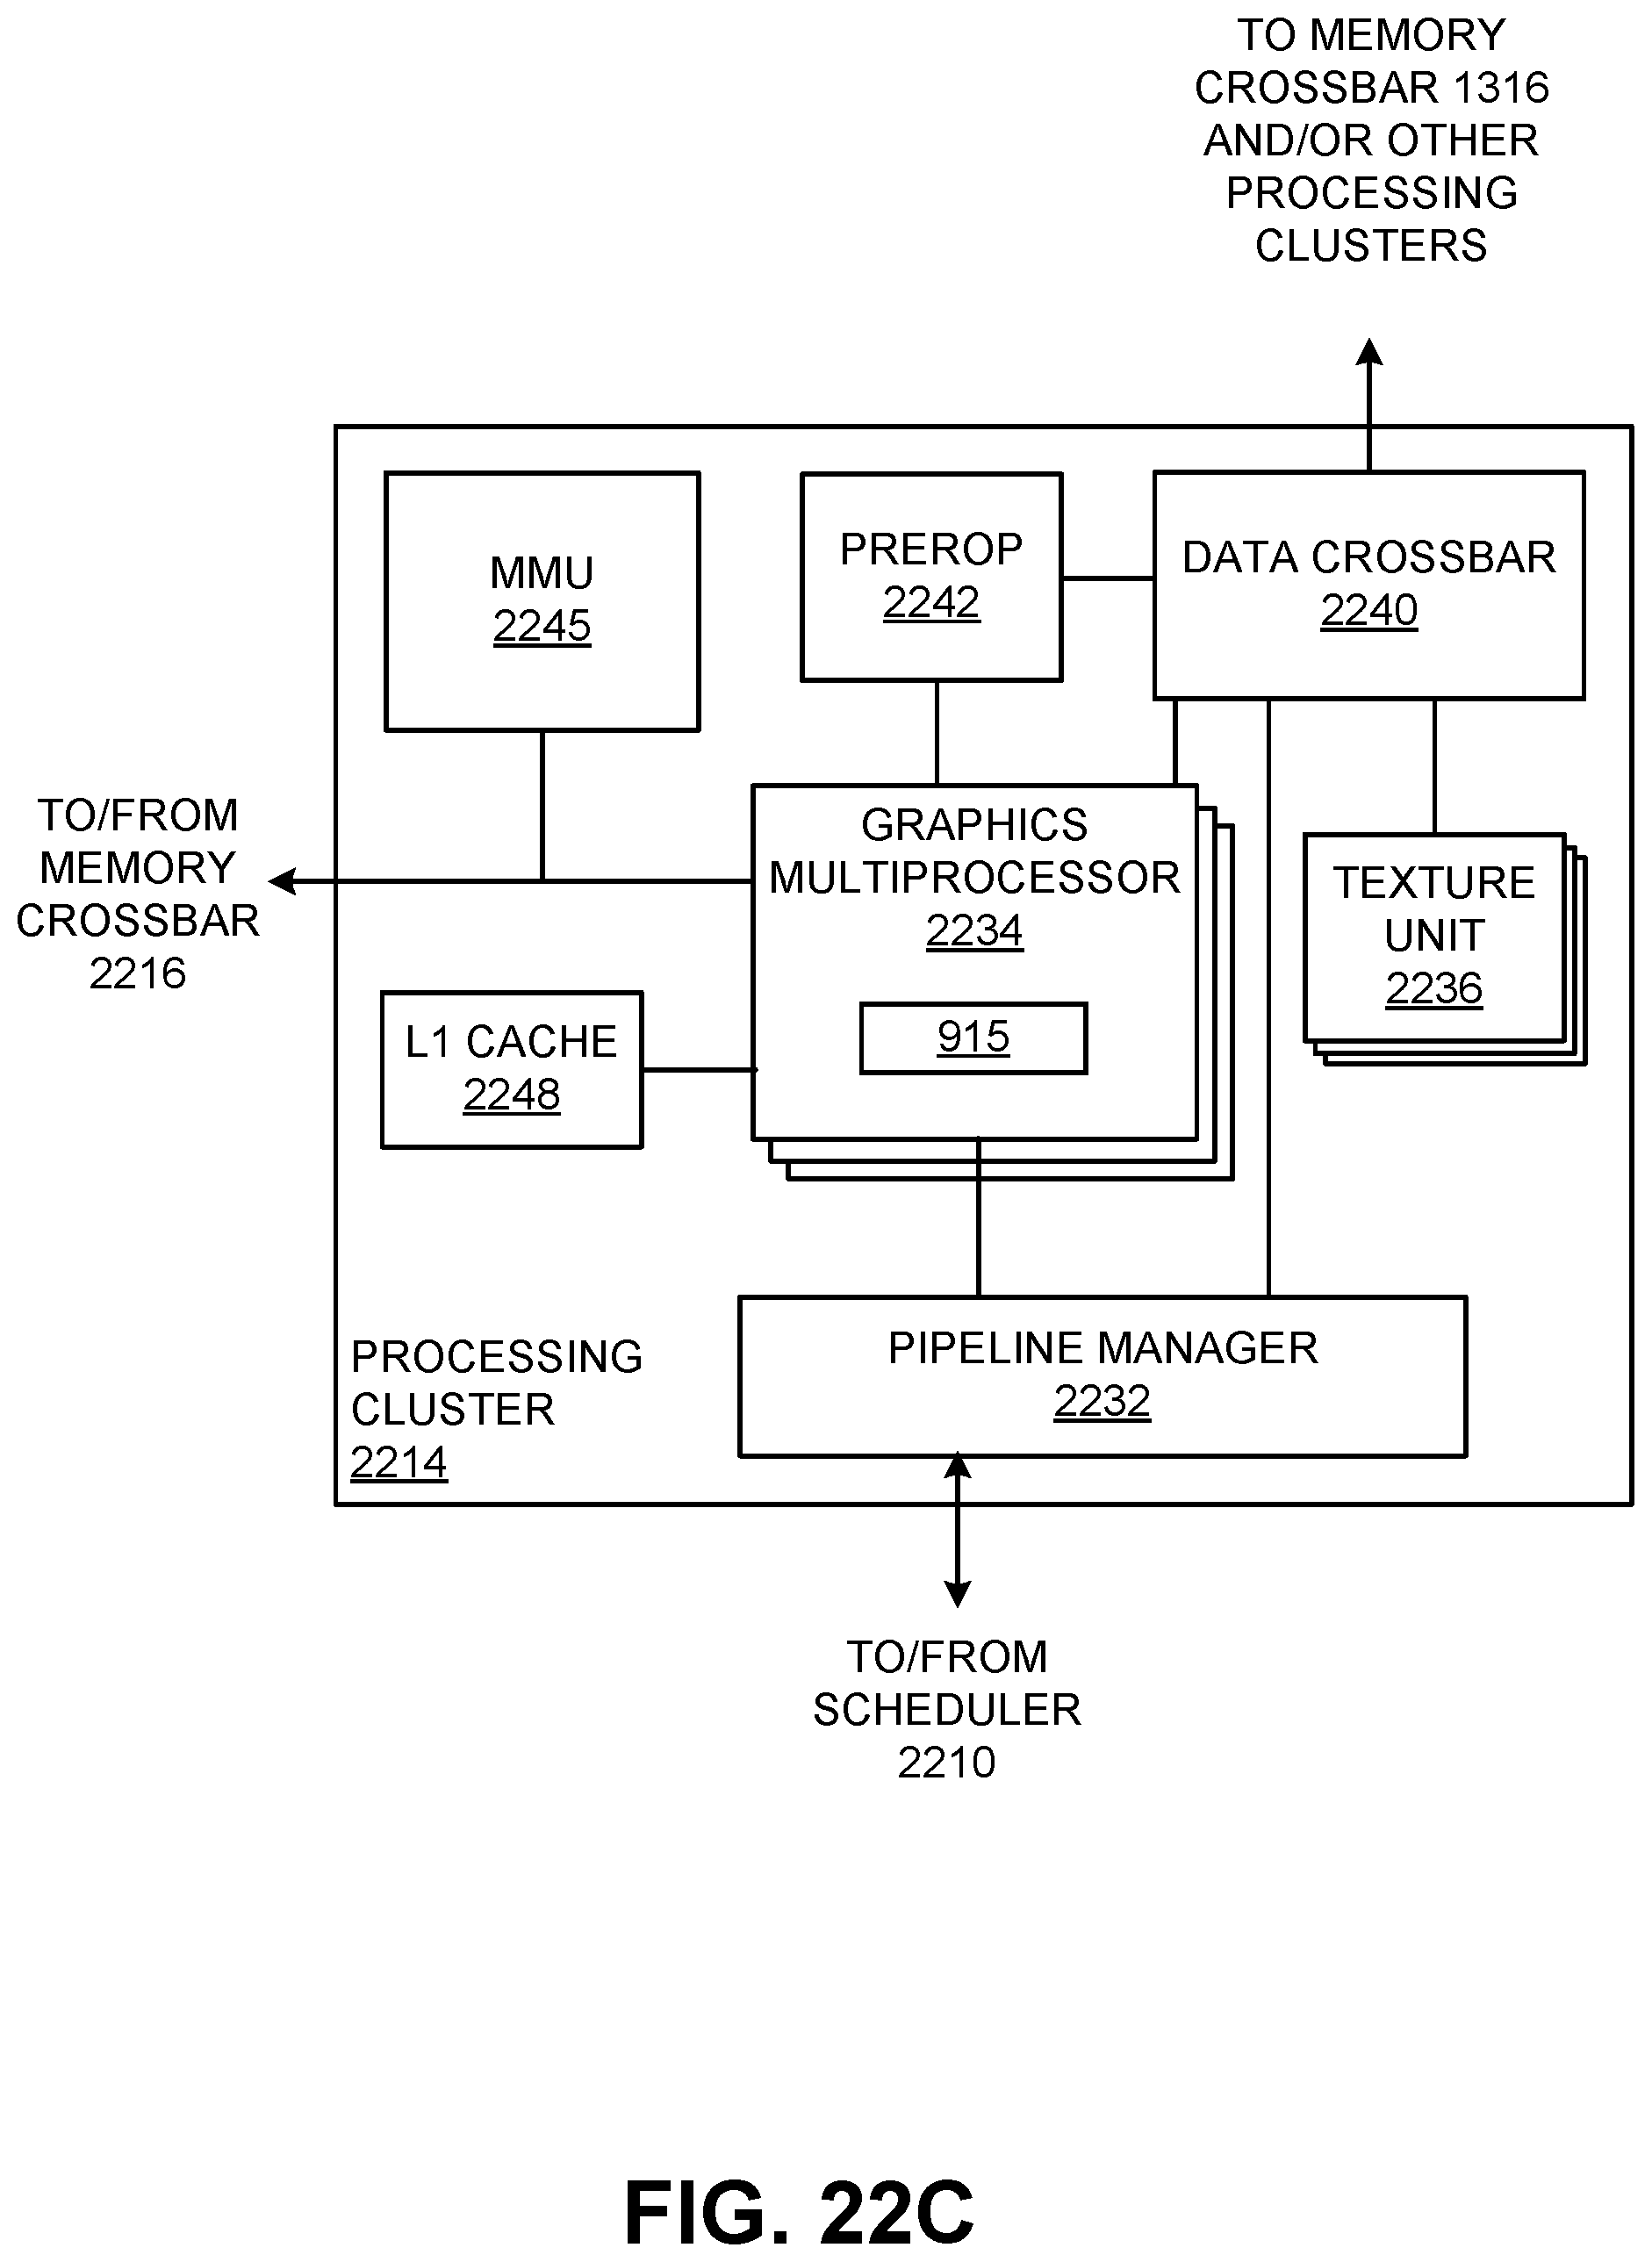 TO MEMORY
CROSSBAR 1316
AND/OR OTHER
PROCESSING
CLUSTERS
MMU
2245
PREROP
2242
DATA CROSSBAR
2240
TO/FROM
MEMORY
CROSSBAR
2216
GRAPHICS
MULTIPROCESSOR
2234
915
TEXTURE
UNIT
2236
L1 CACHE
2248
PROCESSING
CLUSTER
2214
PIPELINE MANAGER
2232
TO/FROM
SCHEDULER
2210
FIG. 22C